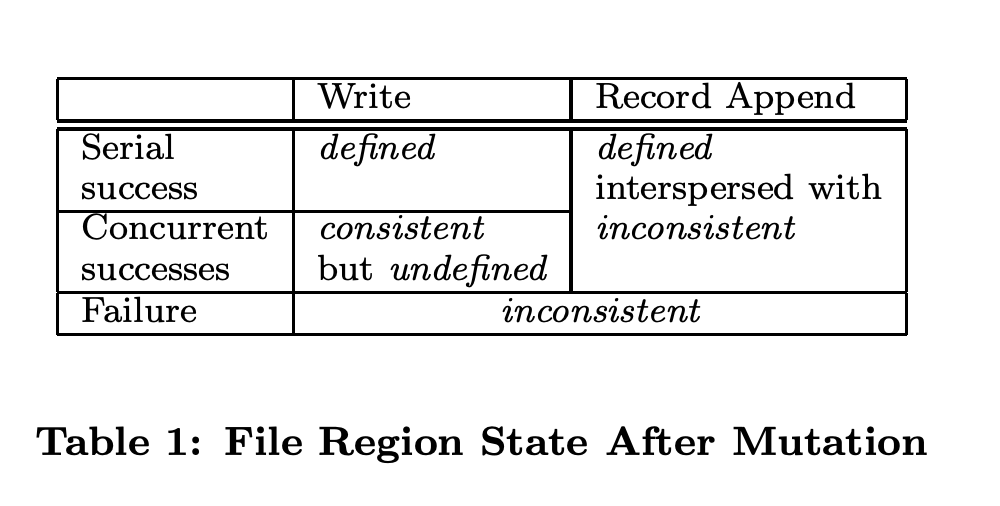 Write Record Append
Serial success defined defined interspersed with inconsistent
Concurrent successes consistent but undefined
Failure inconsistent
Table 1: File Region State After Mutation